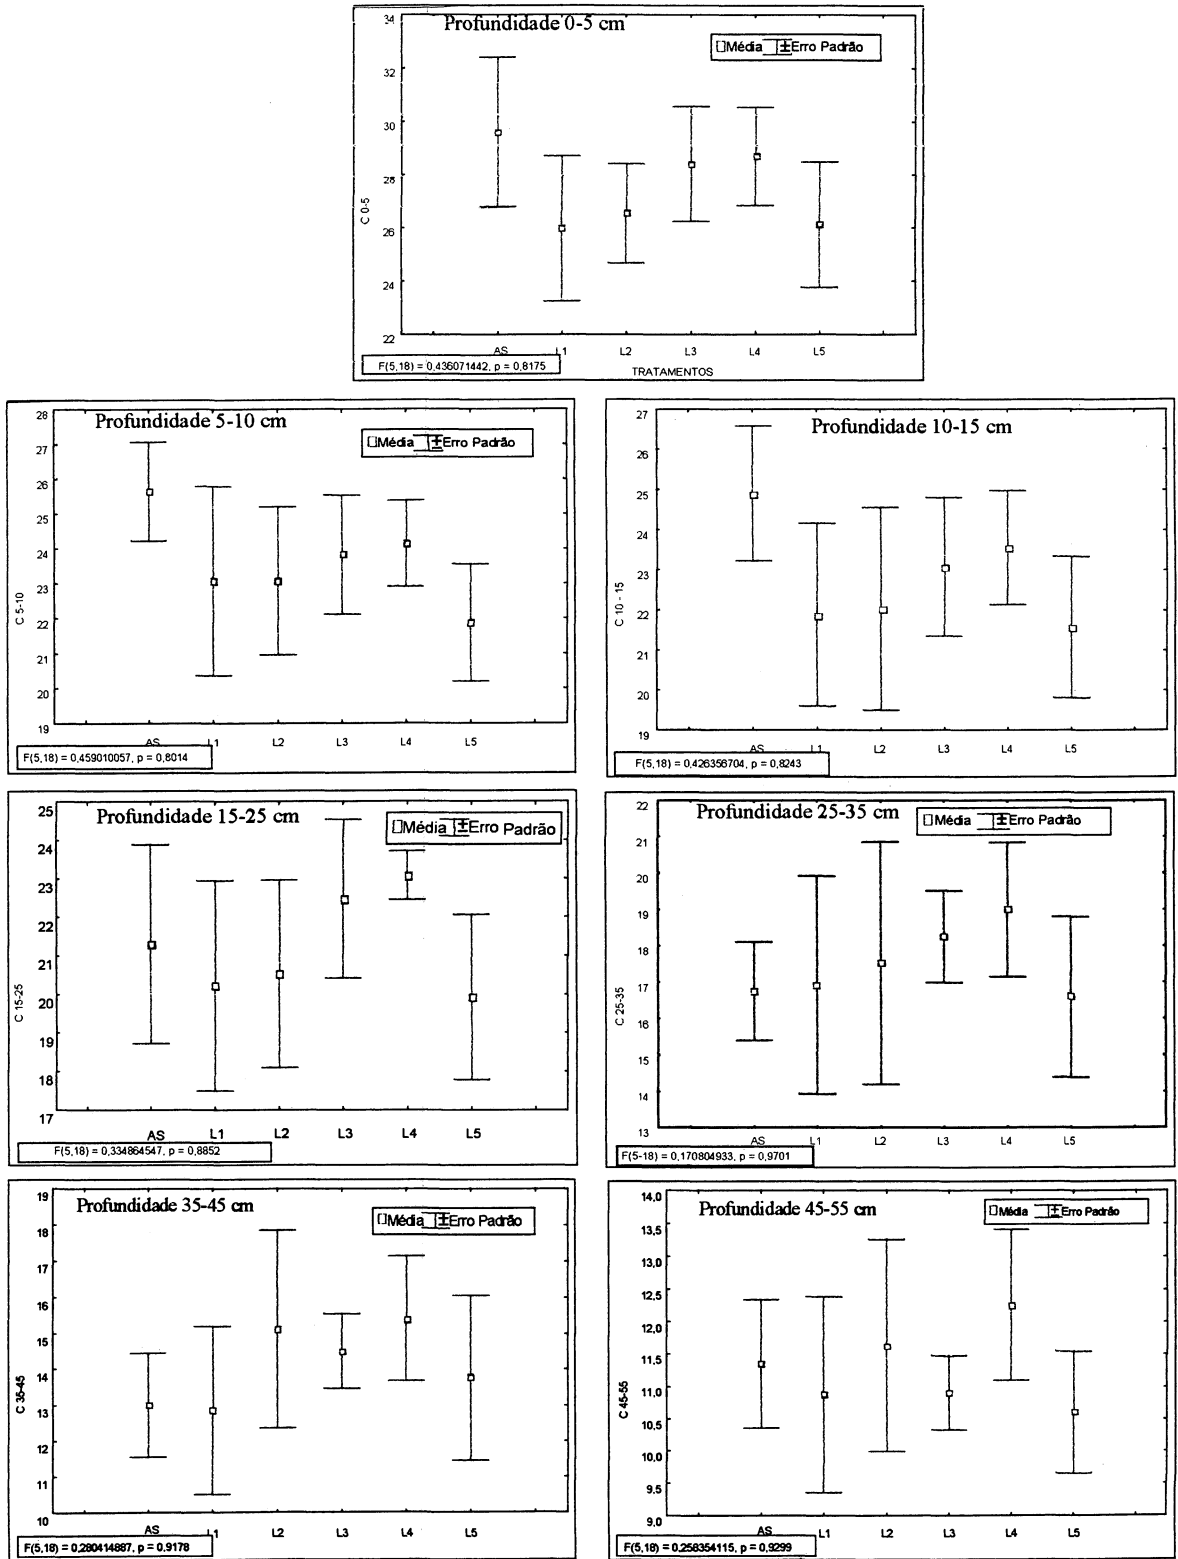 Profundidade 0-5 cm
Média ±Erro Padrão
34
32
30
28
26
24
22
C 0-5
AS L1 L2 L3 L4 L5
F(5,18) = 0,436071442, p = 0,8175
TRATAMENTOS
Profundidade 5-10 cm
Média ±Erro Padrão
28
27
26
25
24
23
22
21
20
19
C 5-10
AS L1 L2 L3 L4 L5
F(5,18) = 0,459010057, p = 0,8014
Profundidade 10-15 cm
27
26
25
24
23
22
21
20
19
C 10 - 15
AS L1 L2 L3 L4 L5
F(5,18) = 0,426356704, p = 0,8243
Profundidade 15-25 cm
Média ±Erro Padrão
25
24
23
22
21
20
19
18
17
C 15-25
AS L1 L2 L3 L4 L5
F(5,18) = 0,334864547, p = 0,8852
Profundidade 25-35 cm
Média ±Erro Padrão
22
21
20
19
18
17
16
15
14
13
C 25-35
AS L1 L2 L3 L4 L5
F(5-18) = 0,170804933, p = 0,9701
Profundidade 35-45 cm
Média ±Erro Padrão
19
18
17
16
15
14
13
12
11
10
C 35-45
AS L1 L2 L3 L4 L5
F(5,18) = 0,280414887, p = 0,9178
Profundidade 45-55 cm
Média ±Erro Padrão
14,0
13,5
13,0
12,5
12,0
11,5
11,0
10,5
10,0
9,5
9,0
C 45-55
AS L1 L2 L3 L4 L5
F(5,18) = 0,258354115, p = 0,9299